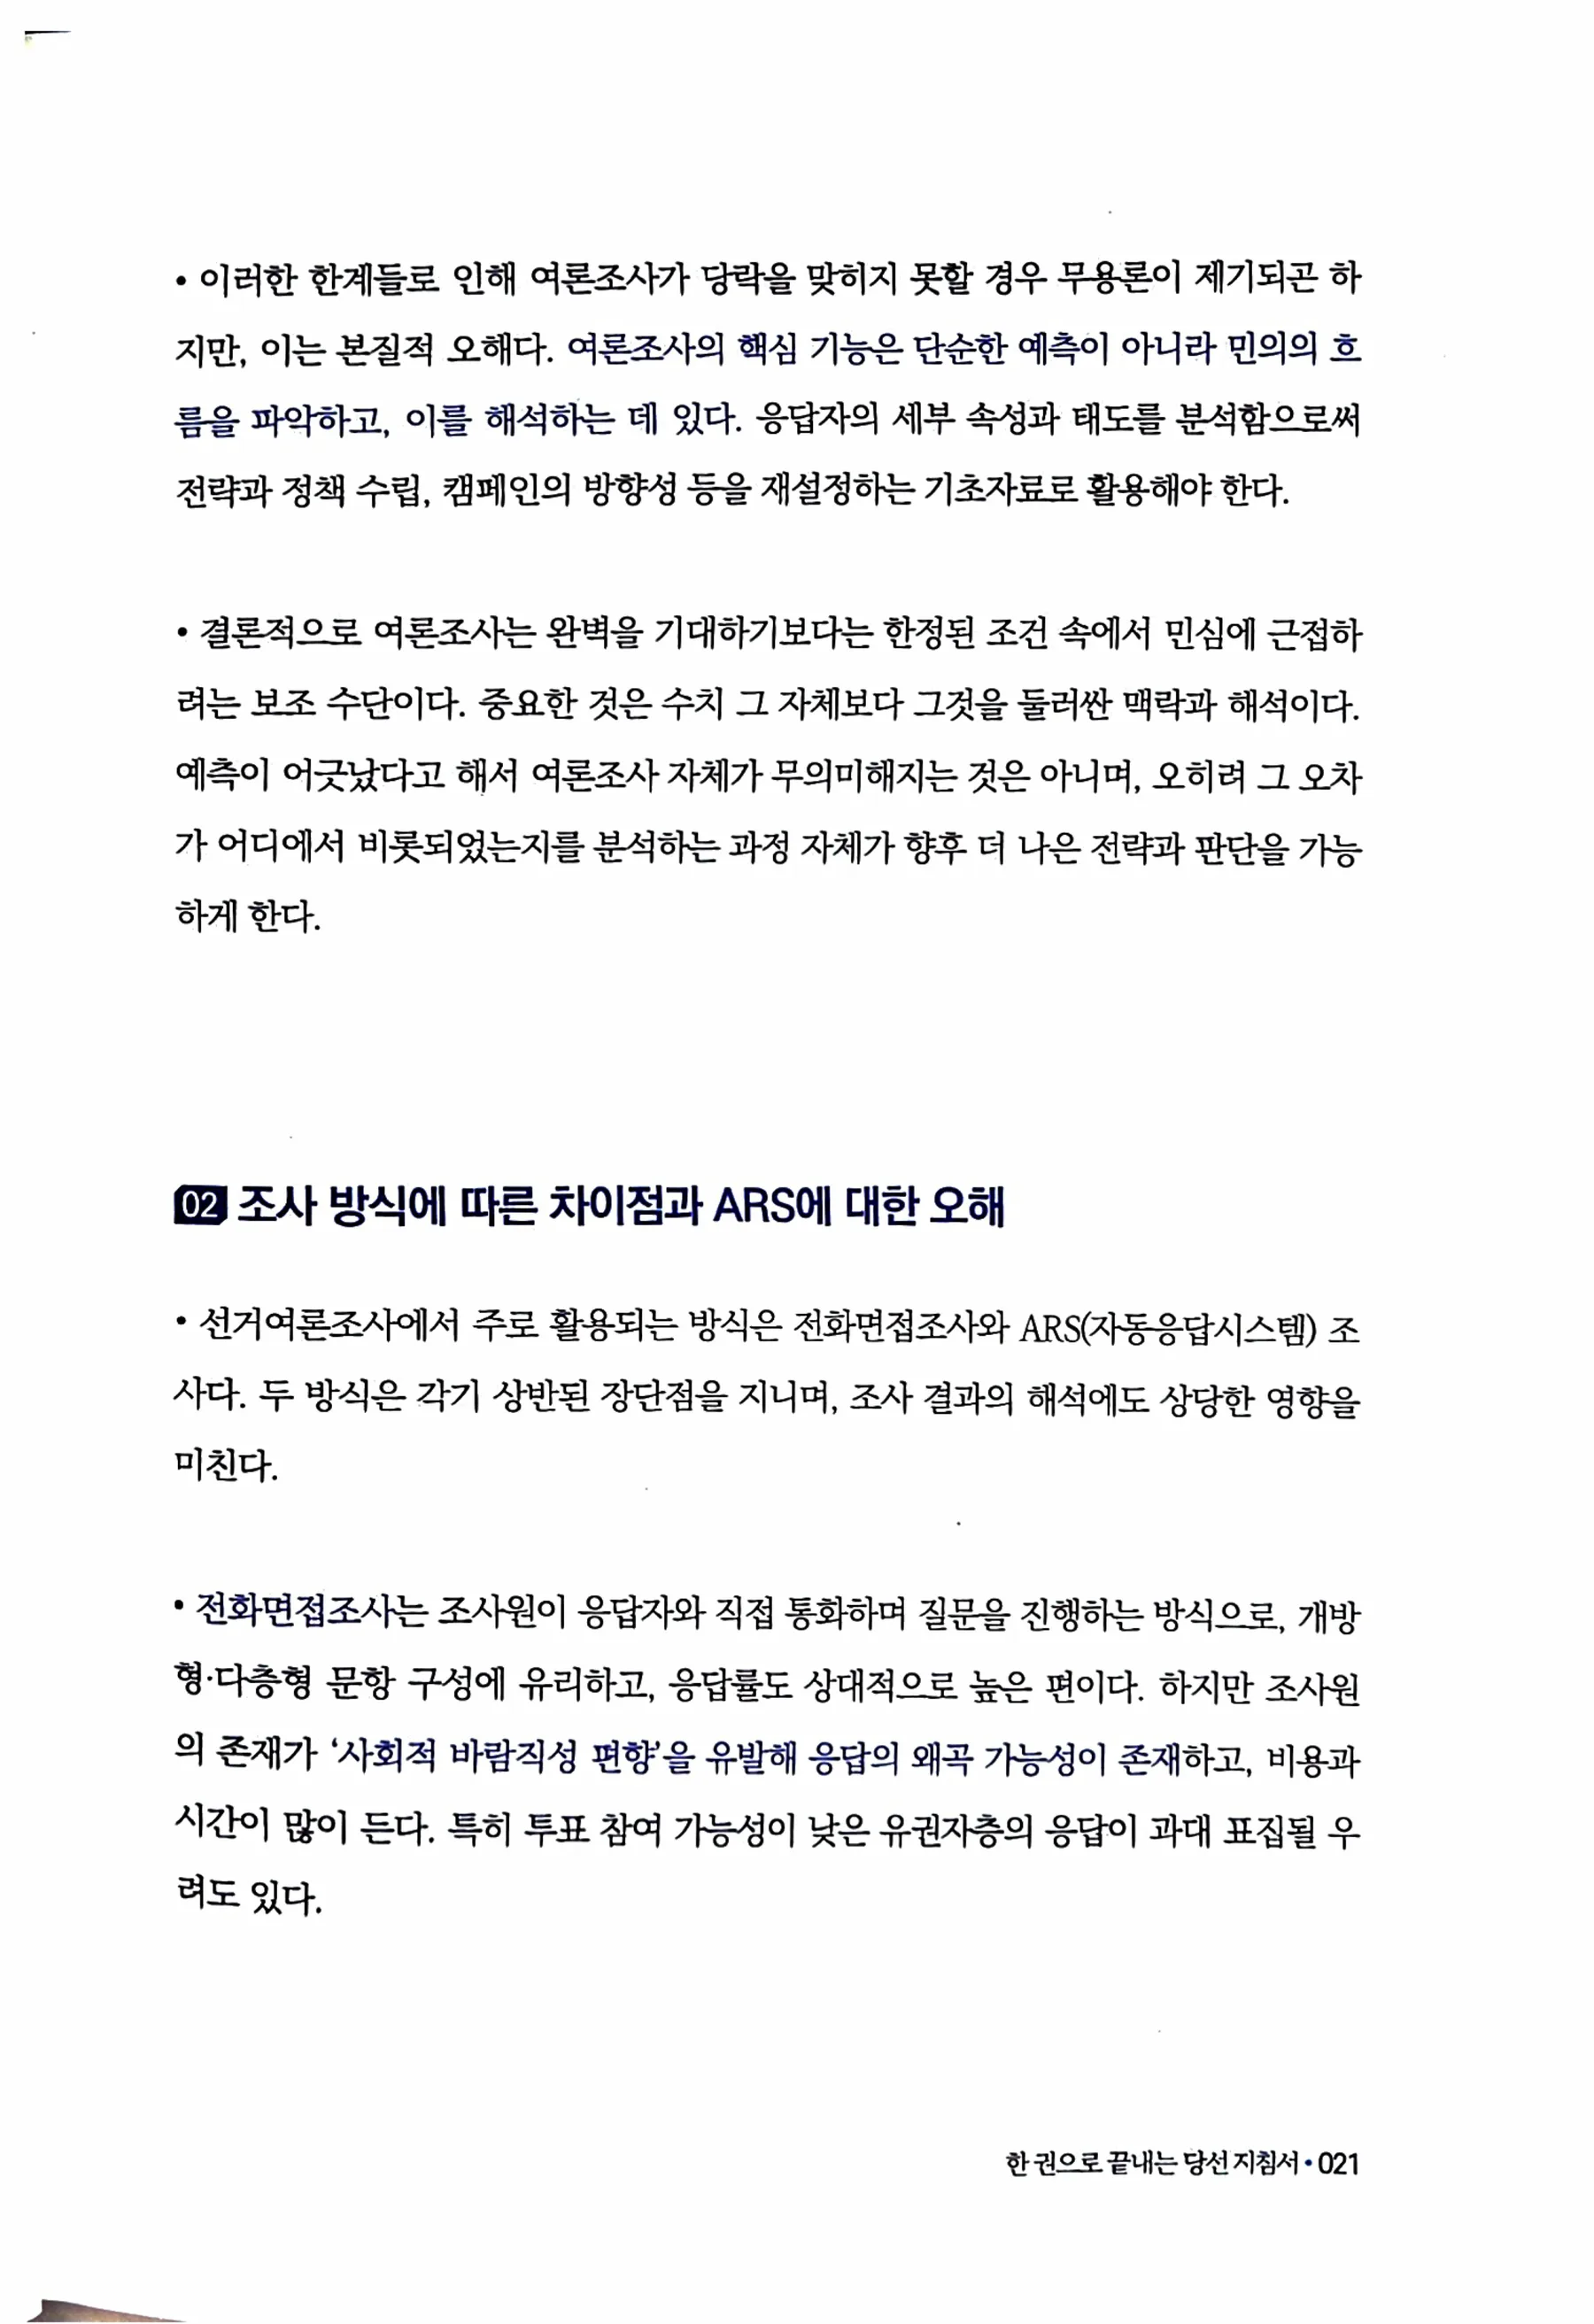 • 이러한 한계들로 인해 여론조사가 당락을 맞히지 못할 경우 무용론이 제기되곤 하
지만, 이는 본질적 오해다. 여론조사의 핵심 기능은 단순한 예측이 아니라 민의의 흐
름을 파악하고, 이를 해석하는 데 있다. 응답자의 세부 속성과 태도를 분석함으로써
전략과 정책 수립, 캠페인의 방향성 등을 재설정하는 기초자료로 활용해야 한다.
• 결론적으로 여론조사는 완벽을 기대하기보다는 한정된 조건 속에서 민심에 근접하
려는 보조 수단이다. 중요한 것은 수치 그 자체보다 그것을 둘러싼 맥락과 해석이다.
예측이 어긋났다고 해서 여론조사 자체가 무의미해지는 것은 아니며, 오히려 그 오차
가 어디에서 비롯되었는지를 분석하는 과정 자체가 향후 더 나은 전략과 판단을 가능
하게 한다.
02 조사 방식에 따른 차이점과 ARS에 대한 오해
• 선거여론조사에서 주로 활용되는 방식은 전화면접조사와 ARS(자동응답시스템) 조
사다. 두 방식은 각기 상반된 장단점을 지니며, 조사 결과의 해석에도 상당한 영향을
미친다.
• 전화면접조사는 조사원이 응답자와 직접 통화하며 질문을 진행하는 방식으로, 개방
형·다층형 문항 구성에 유리하고, 응답률도 상대적으로 높은 편이다. 하지만 조사원
의 존재가 ‘사회적 바람직성 편향’을 유발해 응답의 왜곡 가능성이 존재하고, 비용과
시간이 많이 든다. 특히 투표 참여 가능성이 낮은 유권자층의 응답이 과대 표집될 우
려도 있다.
한 권으로 끝내는 당선 지침서 • 021